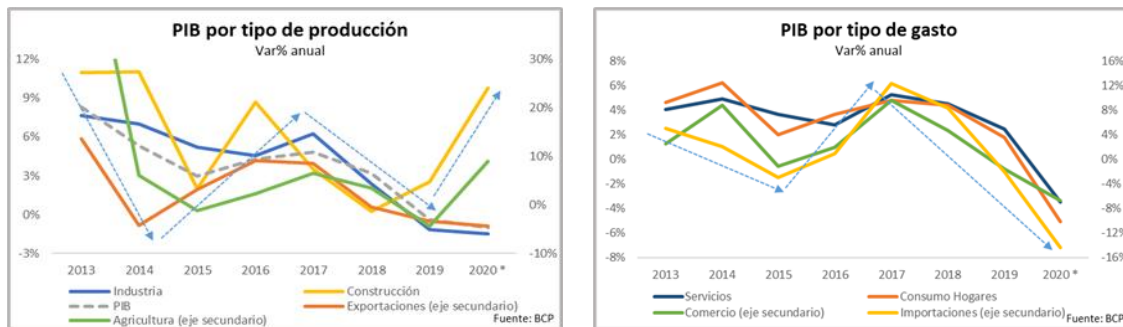 PIB por tipo de producción
Var% anual
12%
9%
6%
3%
0%
-3%
30%
20%
10%
0%
-10%
2013 2014 2015 2016 2017 2018 2019 2020 *
Industria
Construcción
PIB
Exportaciones (eje secundario)
Agricultura (eje secundario)
Fuente: BCP
PIB por tipo de gasto
Var% anual
8%
6%
4%
2%
0%
-2%
-4%
-6%
-8%
16%
12%
8%
4%
0%
-4%
-8%
-12%
-16%
2013 2014 2015 2016 2017 2018 2019 2020 *
Servicios
Consumo Hogares
Comercio (eje secundario)
Importaciones (eje secundario)
Fuente: BCP